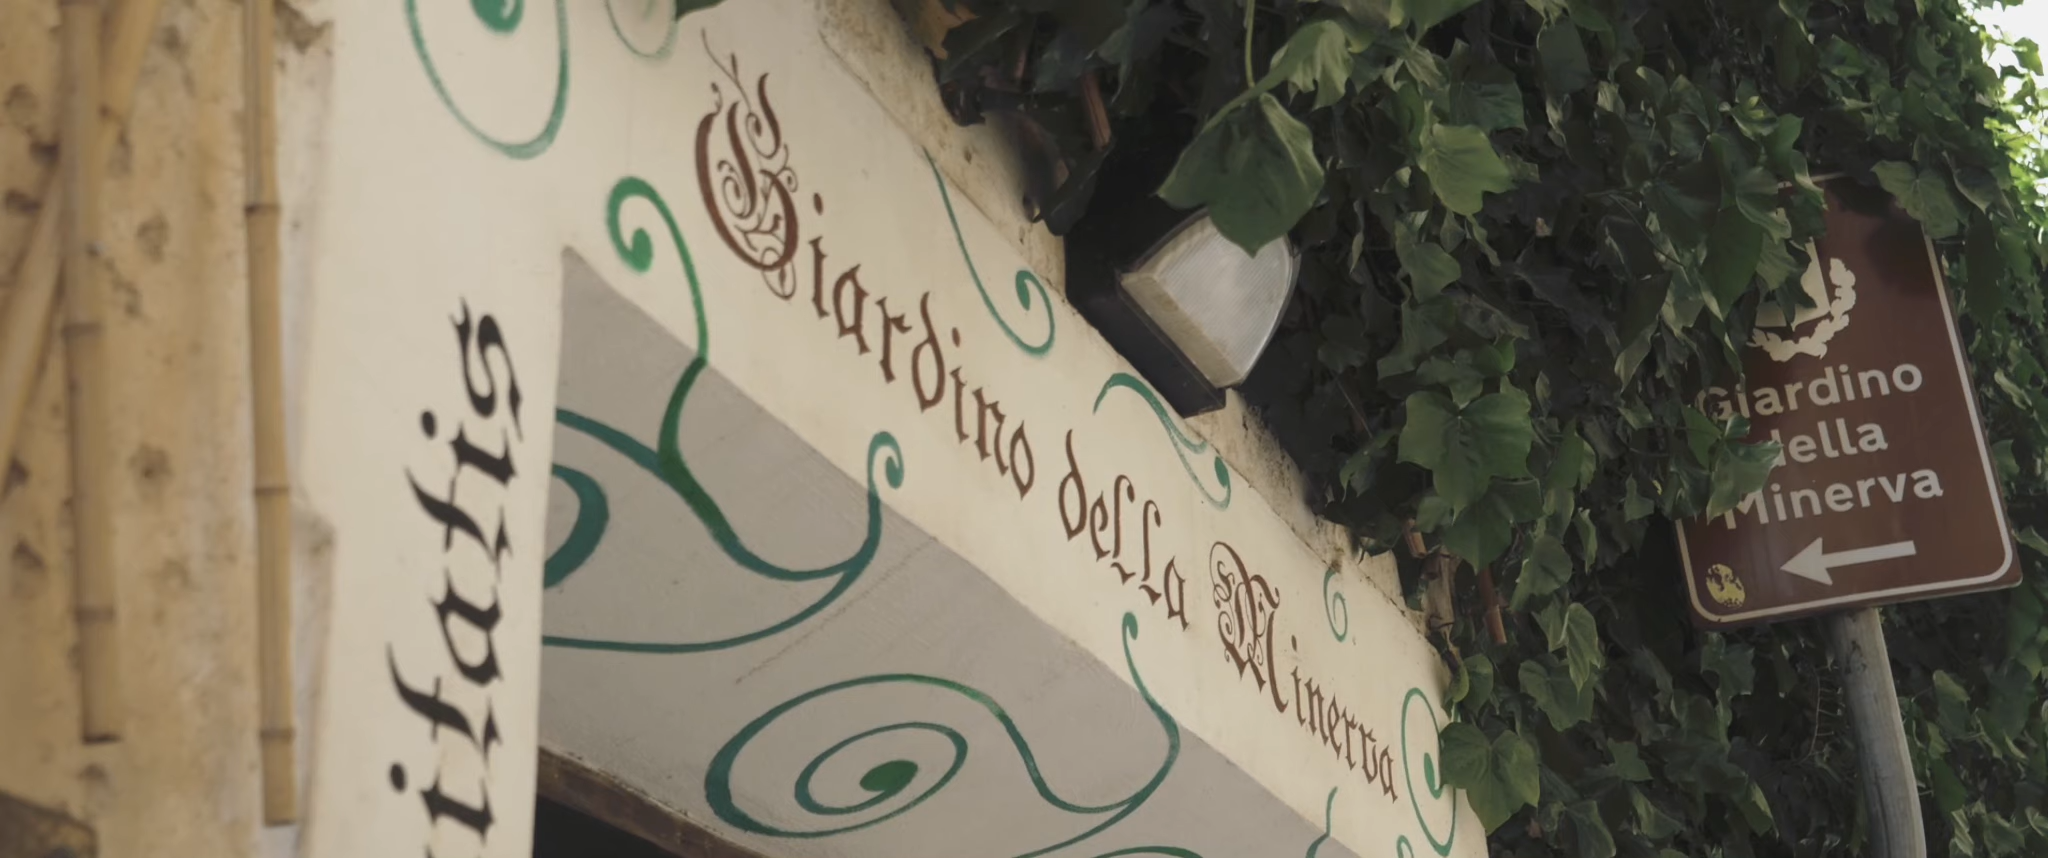 Giardino della Minerva
itatis
Giardino
della
Minerva